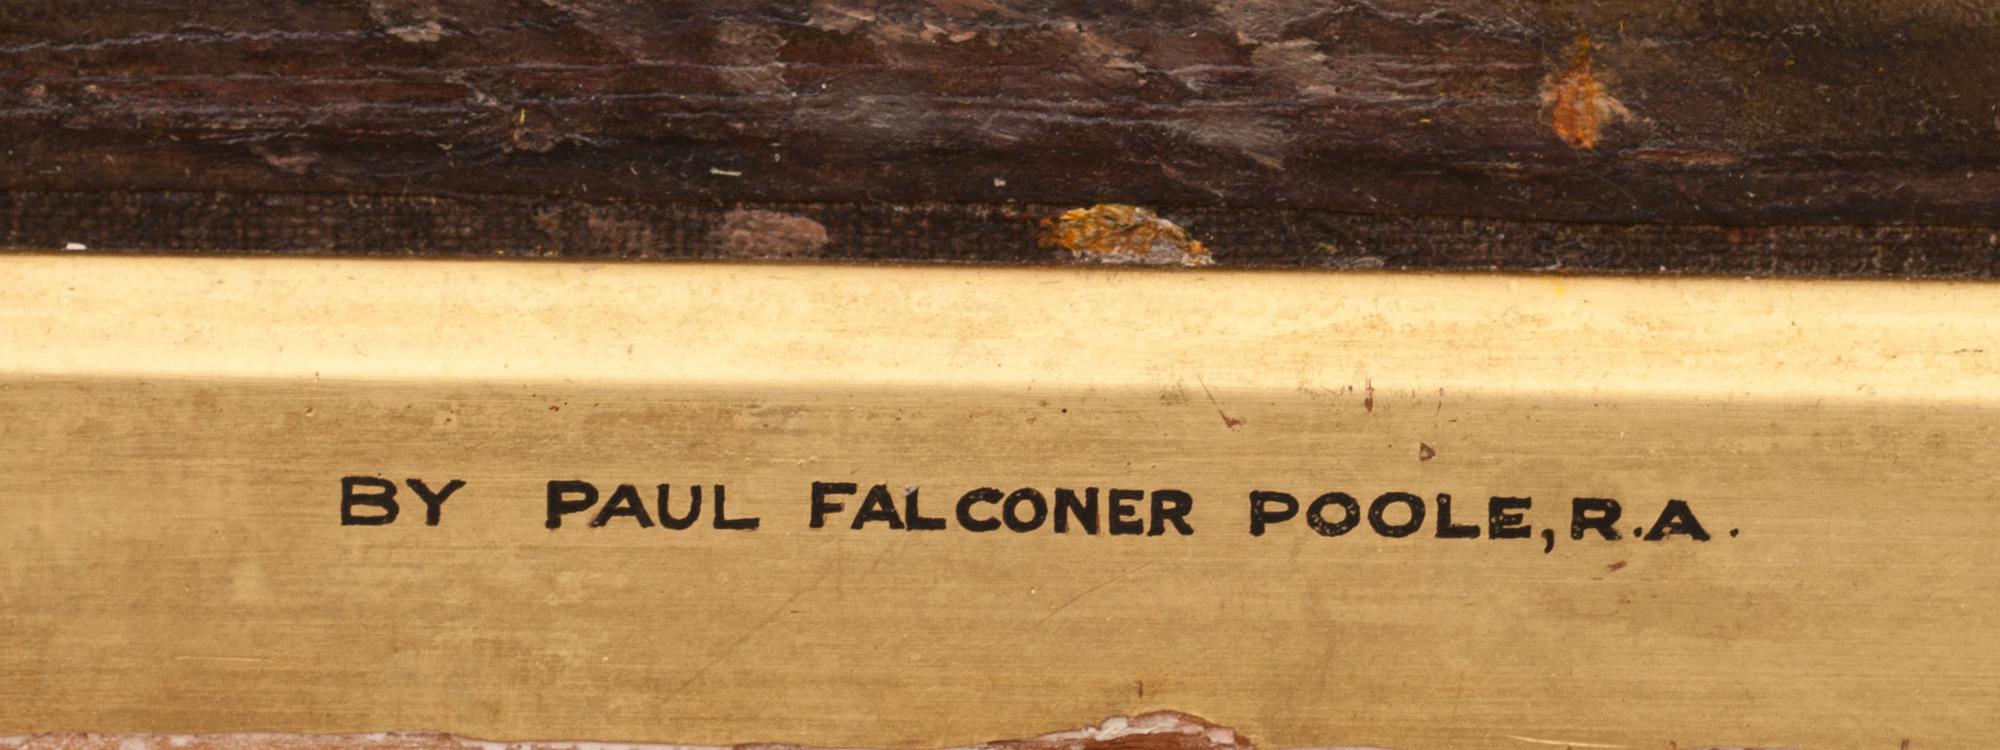 BY PAUL FALCONER POOLE, R.A.